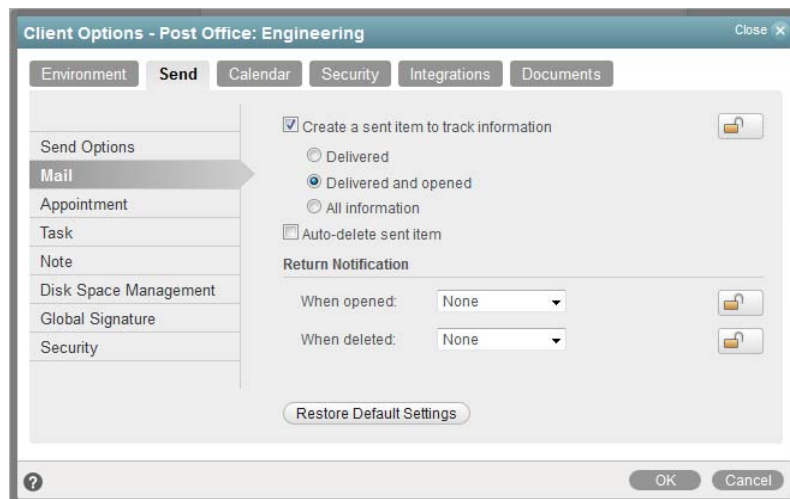 Client Options - Post Office: Engineering
Close
Environment
Send
Calendar
Security
Integrations
Documents
Send Options
Mail
Appointment
Task
Note
Disk Space Management
Global Signature
Security
Create a sent item to track information
Delivered
Delivered and opened
All information
Auto-delete sent item
Return Notification
When opened: None
When deleted: None
Restore Default Settings
?
OK
Cancel